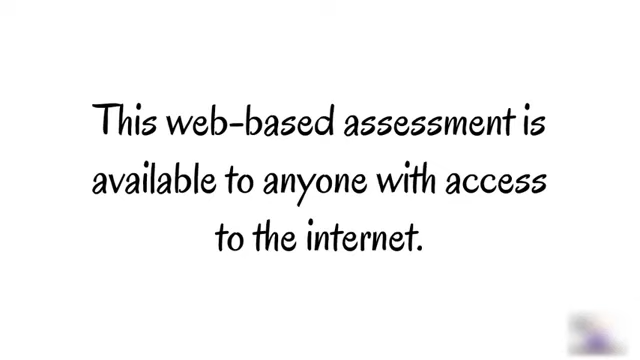 This web-based assessment is
available to anyone with access
to the internet.